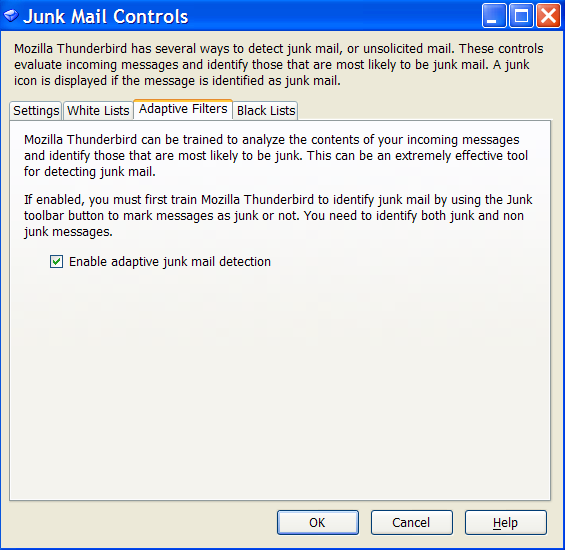 Junk Mail Controls
Mozilla Thunderbird has several ways to detect junk mail, or unsolicited mail. These controls
evaluate incoming messages and identify those that are most likely to be junk mail. A junk
icon is displayed if the message is identified as junk mail.
Settings White Lists Adaptive Filters Black Lists
Mozilla Thunderbird can be trained to analyze the contents of your incoming messages
and identify those that are most likely to be junk. This can be an extremely effective tool
for detecting junk mail.
If enabled, you must first train Mozilla Thunderbird to identify junk mail by using the Junk
toolbar button to mark messages as junk or not. You need to identify both junk and non
junk messages.
Enable adaptive junk mail detection
OK Cancel Help